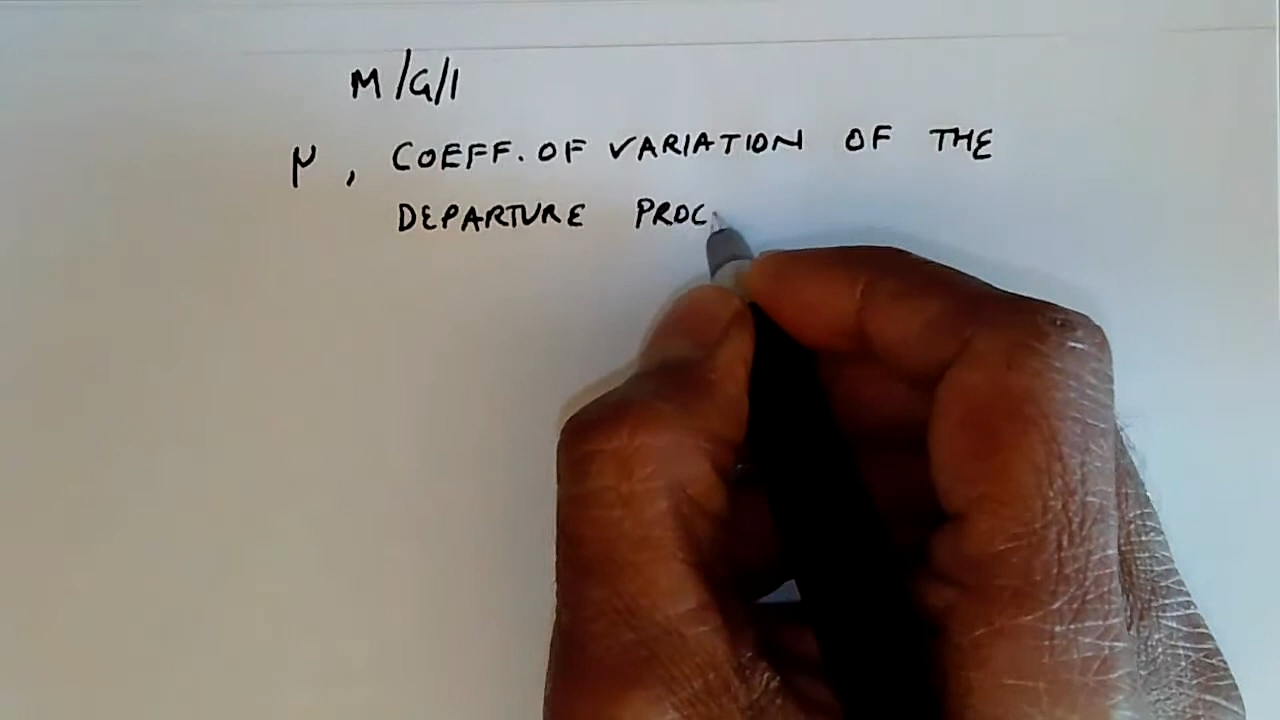 M/G/1
μ, COEFF. OF VARIATION OF THE
DEPARTURE PROC